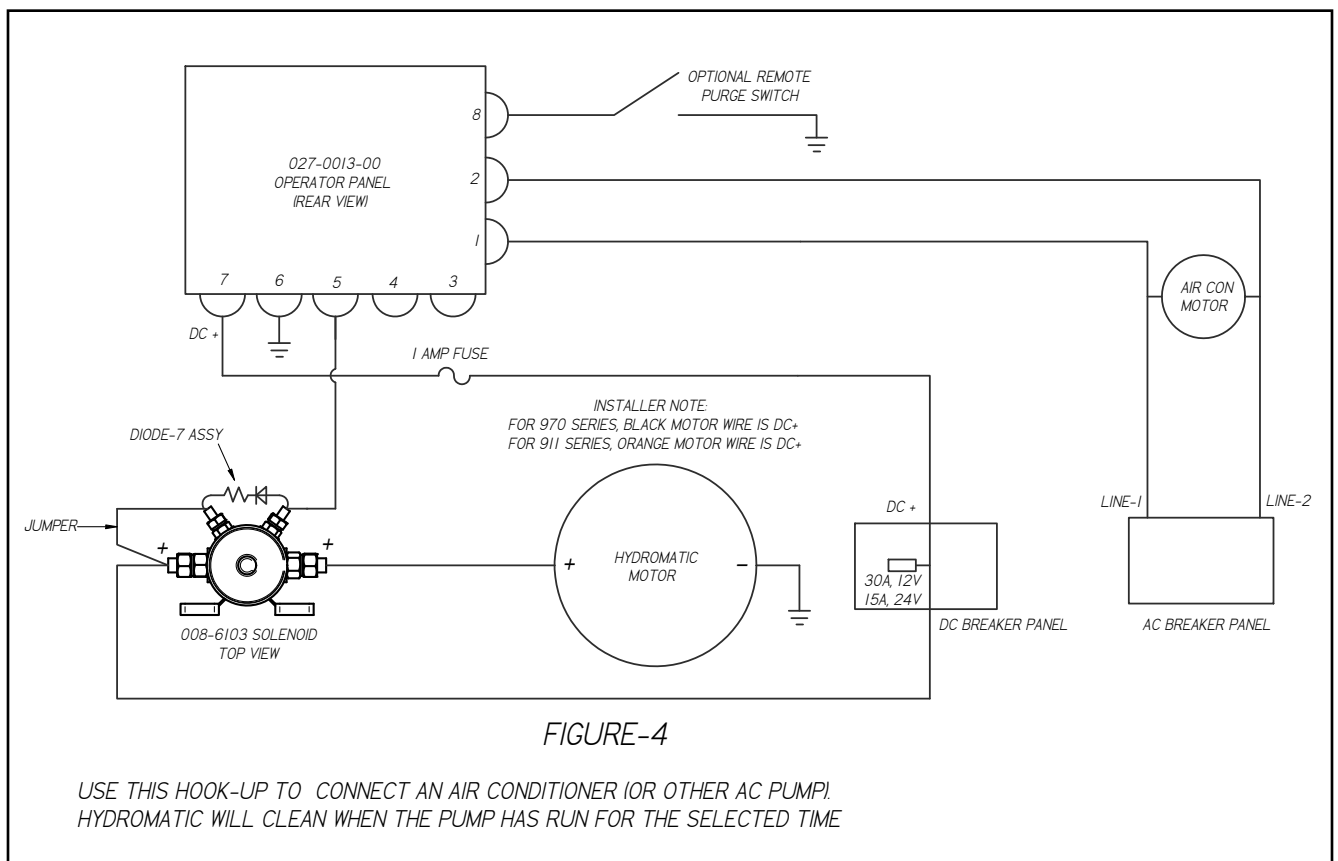 OPTIONAL REMOTE
PURGE SWITCH
8
027-0013-00
OPERATOR PANEL
(REAR VIEW)
2
1
7
6
5
4
3
AIR CON
MOTOR
DC +
1 AMP FUSE
INSTALLER NOTE:
FOR 970 SERIES, BLACK MOTOR WIRE IS DC+
FOR 911 SERIES, ORANGE MOTOR WIRE IS DC+
DIODE-7 ASSY
JUMPER
+
+
008-6103 SOLENOID
TOP VIEW
+
HYDROMATIC
MOTOR
-
DC +
30A, 12V
15A, 24V
DC BREAKER PANEL
LINE-1
LINE-2
AC BREAKER PANEL
FIGURE-4
USE THIS HOOK-UP TO CONNECT AN AIR CONDITIONER (OR OTHER AC PUMP).
HYDROMATIC WILL CLEAN WHEN THE PUMP HAS RUN FOR THE SELECTED TIME